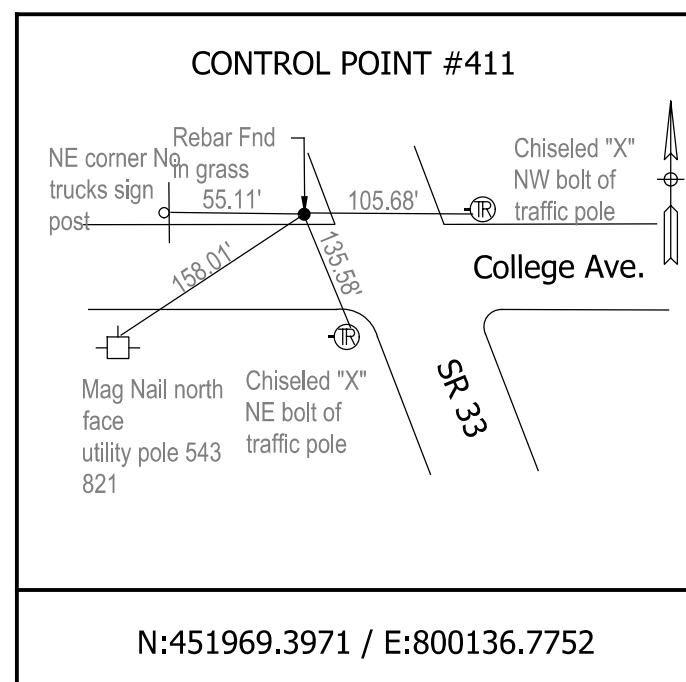 CONTROL POINT #411
Rebar Fnd
in grass
NE corner No
trucks sign
post
55.11'
105.68'
Chiseled "X"
NW bolt of
traffic pole
TR
158.01'
135.58'
College Ave.
TR
SR 33
Mag Nail north
face
utility pole 543
821
Chiseled "X"
NE bolt of
traffic pole
N:451969.3971 / E:800136.7752